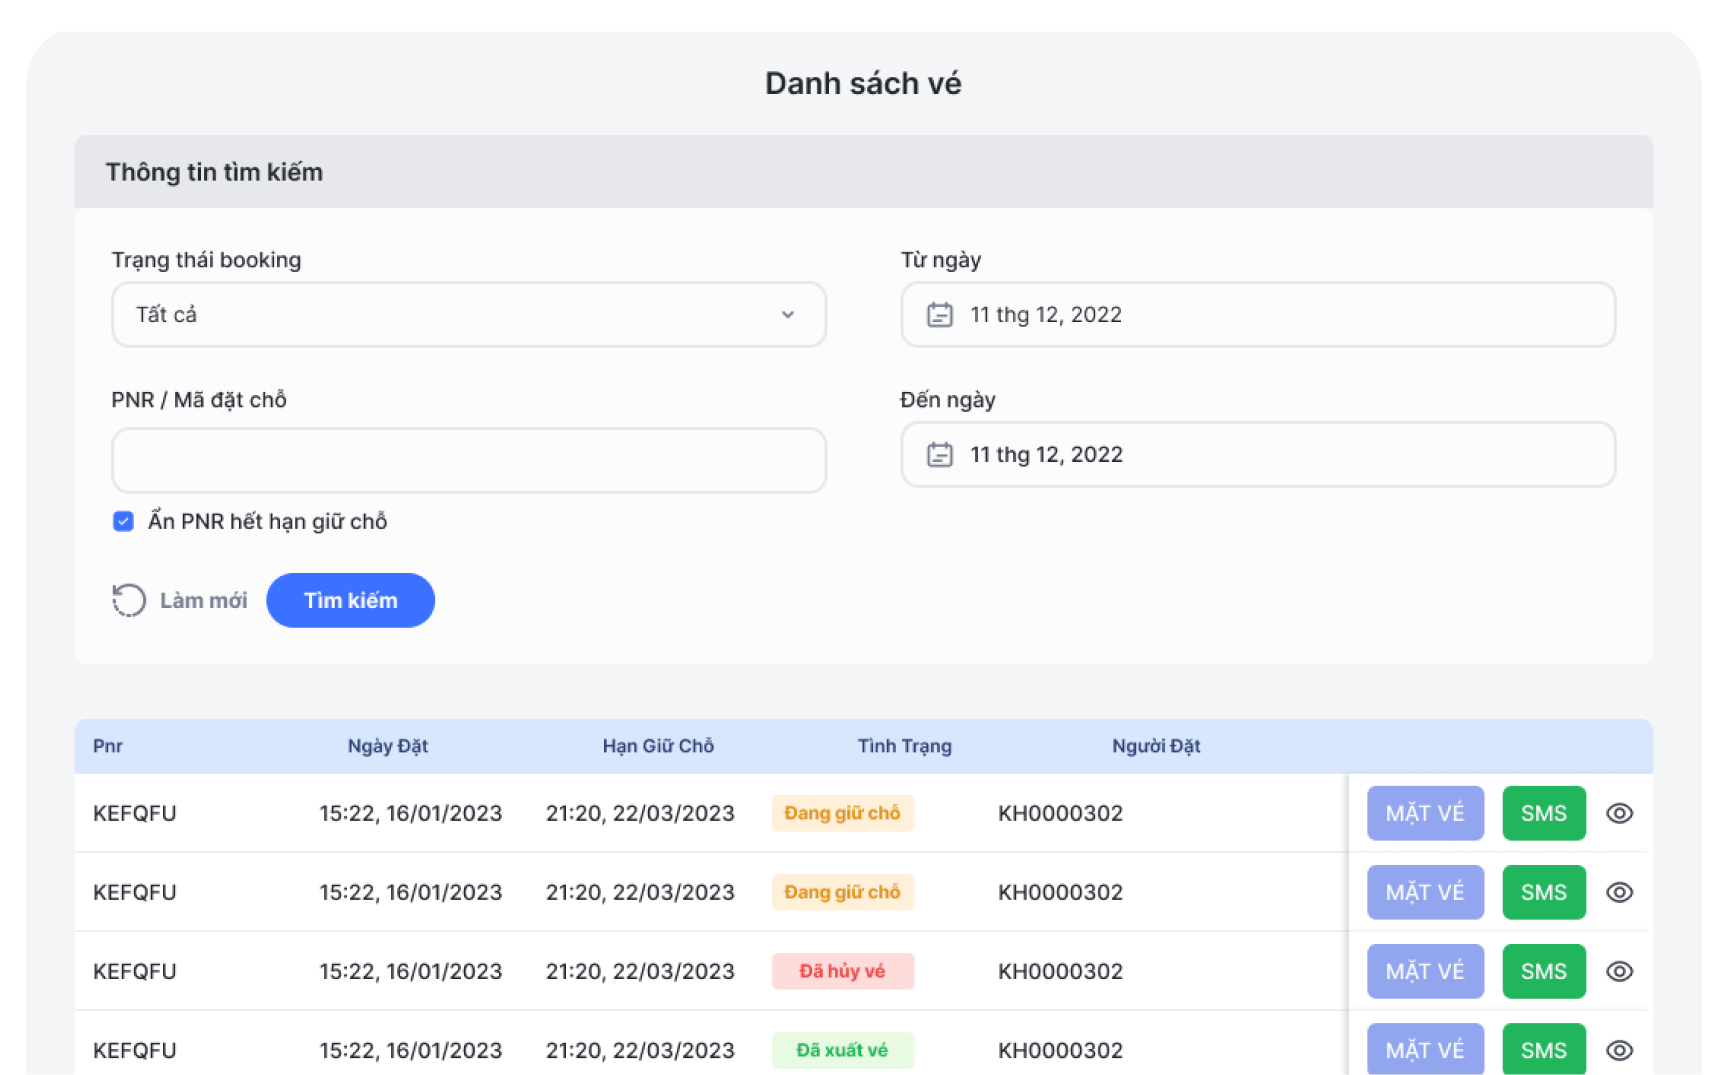 Danh sách vé
Thông tin tìm kiếm
Trạng thái booking
Từ ngày
Tất cả
11 thg 12, 2022
PNR / Mã đặt chỗ
Đến ngày
11 thg 12, 2022
Ẩn PNR hết hạn giữ chỗ
Làm mới
Tìm kiếm
Pnr Ngày Đặt Hạn Giữ Chỗ Tình Trạng Người Đặt
KEFQFU 15:22, 16/01/2023 21:20, 22/03/2023 Đang giữ chỗ KH0000302 MẶT VÉ SMS
KEFQFU 15:22, 16/01/2023 21:20, 22/03/2023 Đang giữ chỗ KH0000302 MẶT VÉ SMS
KEFQFU 15:22, 16/01/2023 21:20, 22/03/2023 Đã hủy vé KH0000302 MẶT VÉ SMS
KEFQFU 15:22, 16/01/2023 21:20, 22/03/2023 Đã xuất vé KH0000302 MẶT VÉ SMS